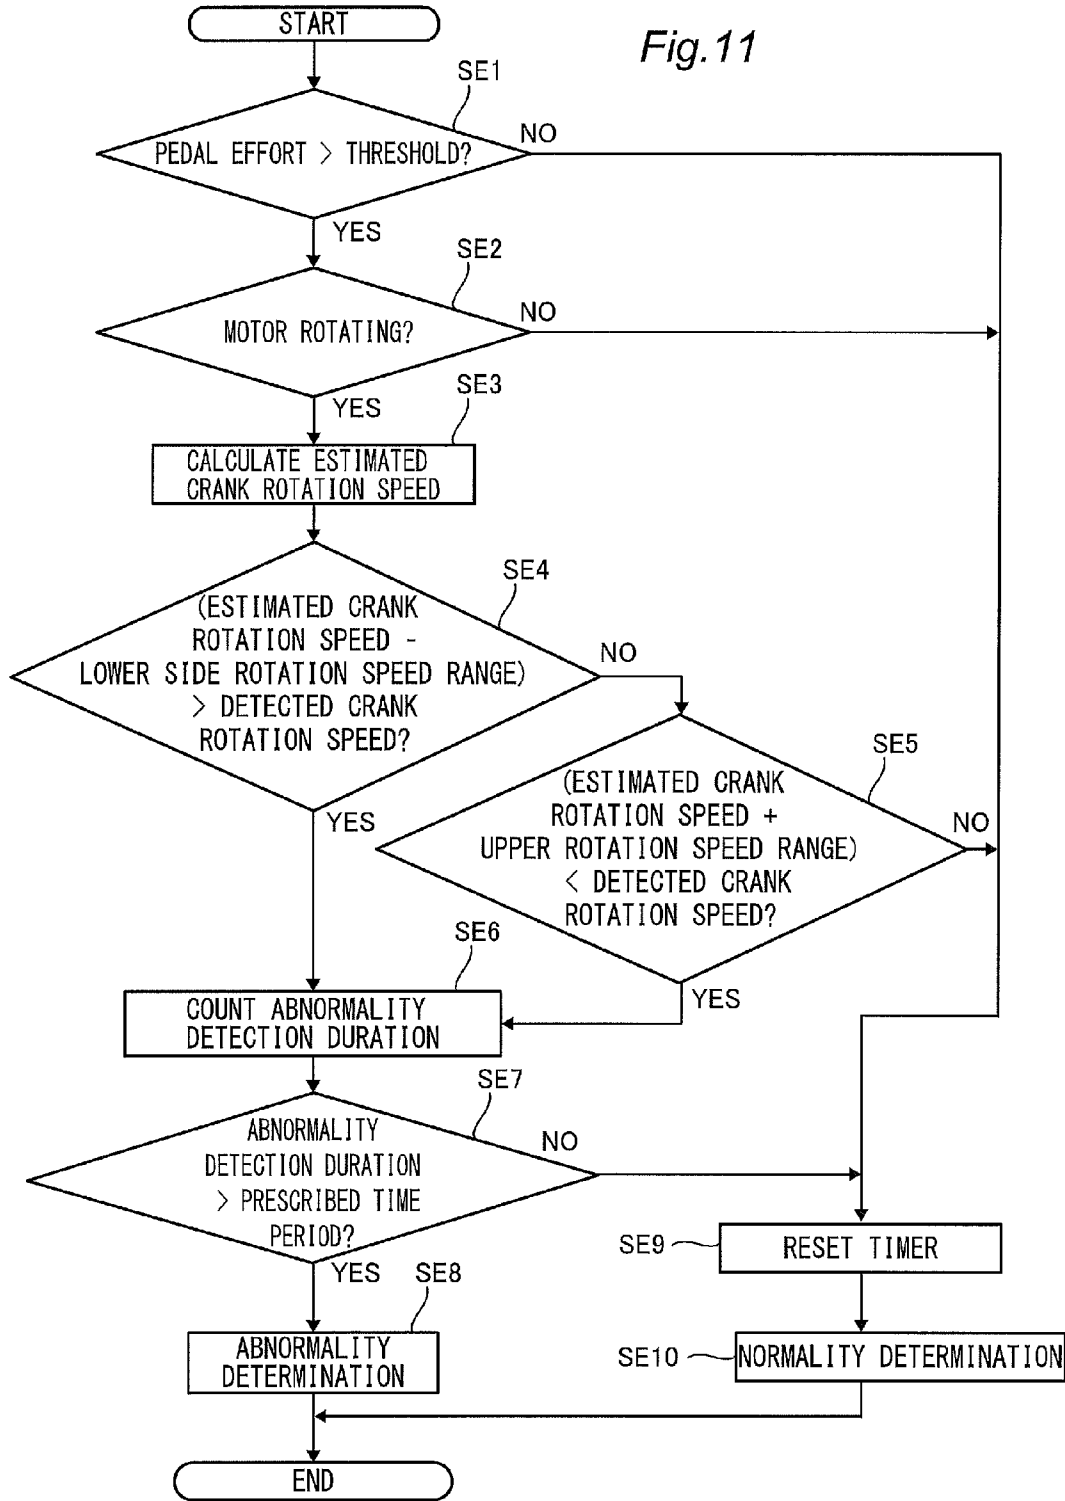 START
Fig.11
SE1
PEDAL EFFORT > THRESHOLD?
NO
YES
SE2
MOTOR ROTATING?
NO
YES
SE3
CALCULATE ESTIMATED
CRANK ROTATION SPEED
SE4
(ESTIMATED CRANK
ROTATION SPEED -
LOWER SIDE ROTATION SPEED RANGE)
> DETECTED CRANK
ROTATION SPEED?
NO
YES
SE5
(ESTIMATED CRANK
ROTATION SPEED +
UPPER ROTATION SPEED RANGE)
< DETECTED CRANK
ROTATION SPEED?
NO
YES
SE6
COUNT ABNORMALITY
DETECTION DURATION
SE7
ABNORMALITY
DETECTION DURATION
> PRESCRIBED TIME
PERIOD?
NO
YES
SE9
RESET TIMER
SE8
ABNORMALITY
DETERMINATION
SE10
NORMALITY DETERMINATION
END